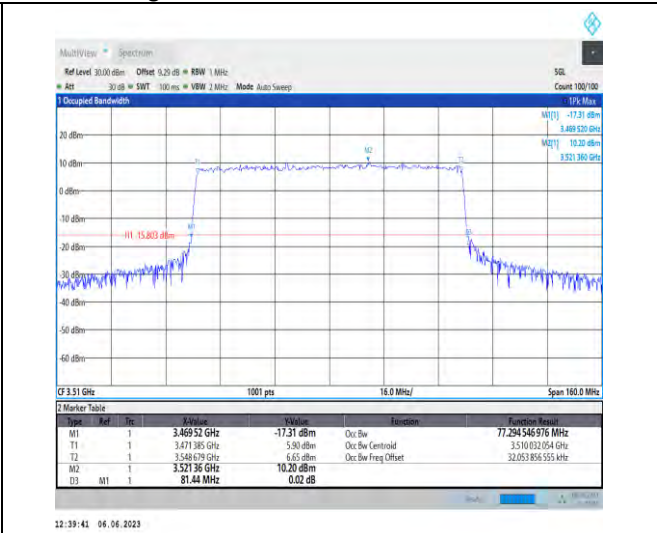 MultiView Spectrum
Ref Level 30.00 dBm Offset 9.29 dB RBW 1 MHz SGL
Att 30 dB SWT 100 ms VBW 2 MHz Mode Auto Sweep Count 100/100
1 Occupied Bandwidth 1Pk Max
M1[1] -17.31 dBm
3.469 520 GHz
M2[1] 10.20 dBm
3.521 360 GHz
20 dBm
M2
10 dBm
0 dBm
-10 dBm
M1
H1 -15.803 dBm
-20 dBm
-30 dBm
-40 dBm
-50 dBm
-60 dBm
CF 3.51 GHz 1001 pts 16.0 MHz/ Span 160.0 MHz
2 Marker Table
Type Ref Trc X-Value Y-Value Function Function Result
M1 1 3.469 52 GHz -17.31 dBm Occ Bw 77.294 546 976 MHz
T1 1 3.471 385 GHz 5.90 dBm Occ Bw Centroid 3.510 032 054 GHz
T2 1 3.548 679 GHz 6.65 dBm Occ Bw Freq Offset 32.053 856 555 kHz
M2 1 3.521 36 GHz 10.20 dBm
D3 M1 1 81.44 MHz 0.02 dB
12:39:41 06.06.2023